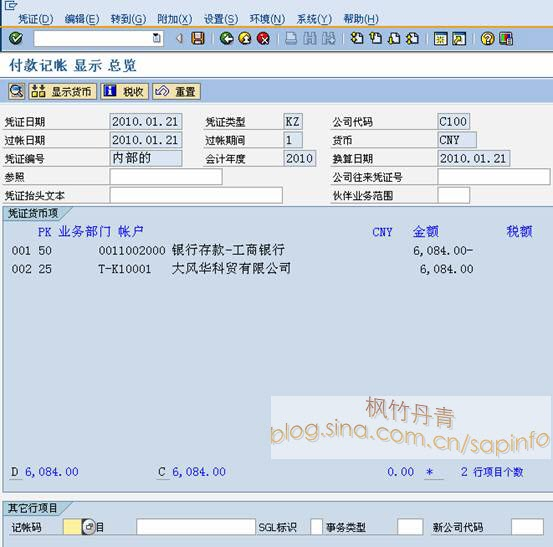 凭证(D) 编辑(E) 转到(G) 附加(X) 设置(S) 环境(N) 系统(Y) 帮助(H)
付款记帐 显示 总览
显示货币 税收 重置
凭证日期 2010.01.21 凭证类型 KZ 公司代码 C100
过帐日期 2010.01.21 过帐期间 1 货币 CNY
凭证编号 内部的 会计年度 2010 换算日期 2010.01.21
参照 公司往来凭证号
凭证抬头文本 伙伴业务范围
凭证货币项
PK 业务部门 帐户 CNY 金额 税额
001 50 0011002000 银行存款-工商银行 6,084.00-
002 25 T-K10001 大风华科贸有限公司 6,084.00
枫竹丹青
blog.sina.com.cn/sapinfo
D 6,084.00 C 6,084.00 0.00 * 2 行项目个数
其它行项目
记帐码 目 SGL标识 事务类型 新公司代码